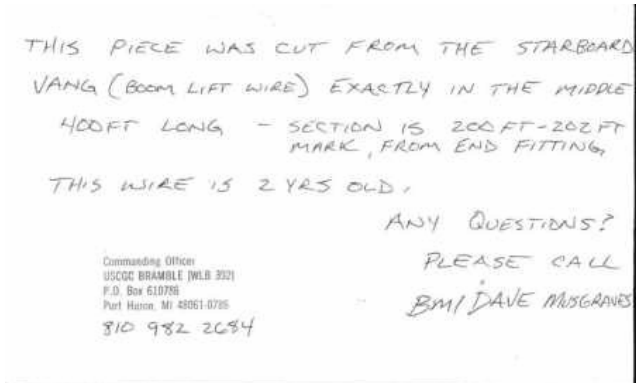 THIS PIECE WAS CUT FROM THE STARBOARD
VANG (BOOM LIFT WIRE) EXACTLY IN THE MIDDLE
400FT LONG - SECTION IS 200FT-202FT
MARK, FROM END FITTING,
THIS WIRE IS 2 YRS OLD.
ANY QUESTIONS?
PLEASE CALL
BM1 DAVE MUSGRAVES
Commanding Officer
USCGC BRAMBLE (WLB 392)
P.O. Box 610786
Port Huron, MI 48061-0786
810 982 2684